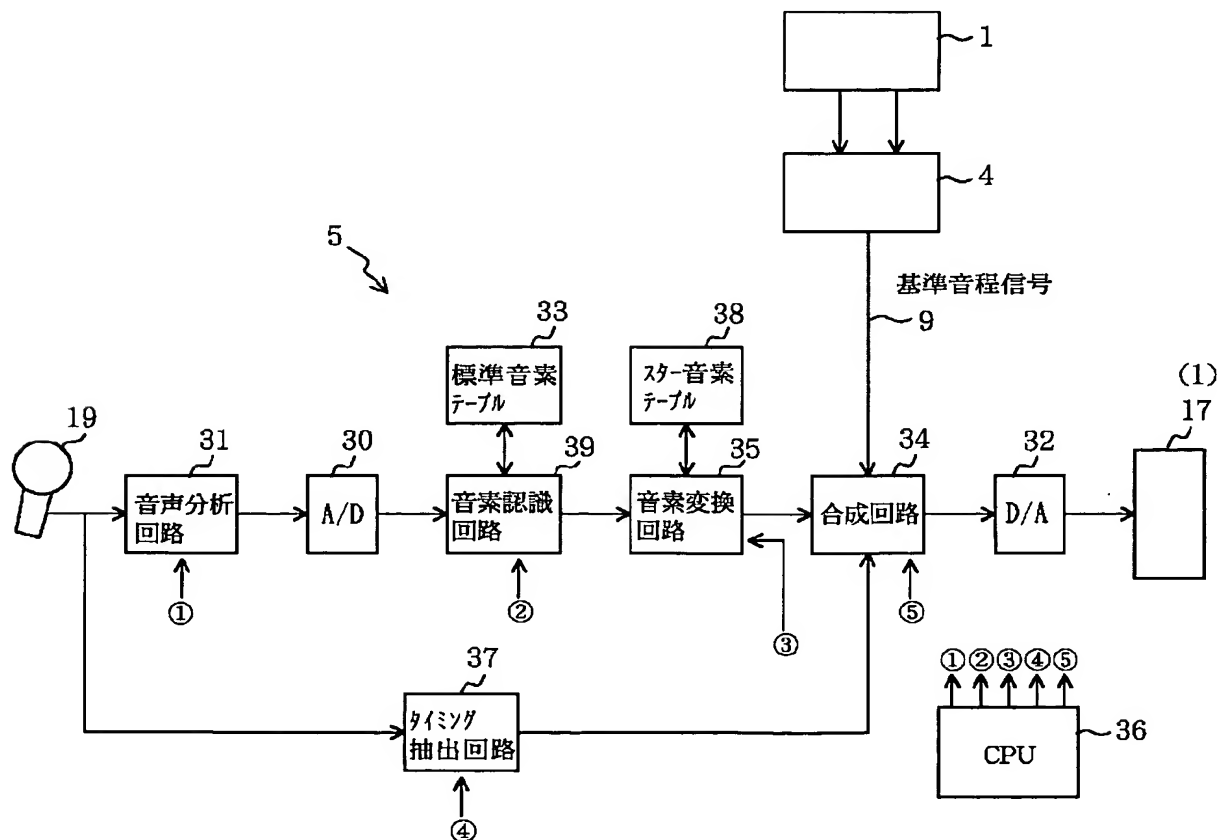 1
4
5
基準音程信号
9
33
標準音素
テーブル
38
スター音素
テーブル
(1)
17
19
31
音声分析
回路
30
A/D
39
音素認識
回路
35
音素変換
回路
34
合成回路
32
D/A
①
②
③
⑤
37
タイミング
抽出回路
④
①②③④⑤
CPU
36